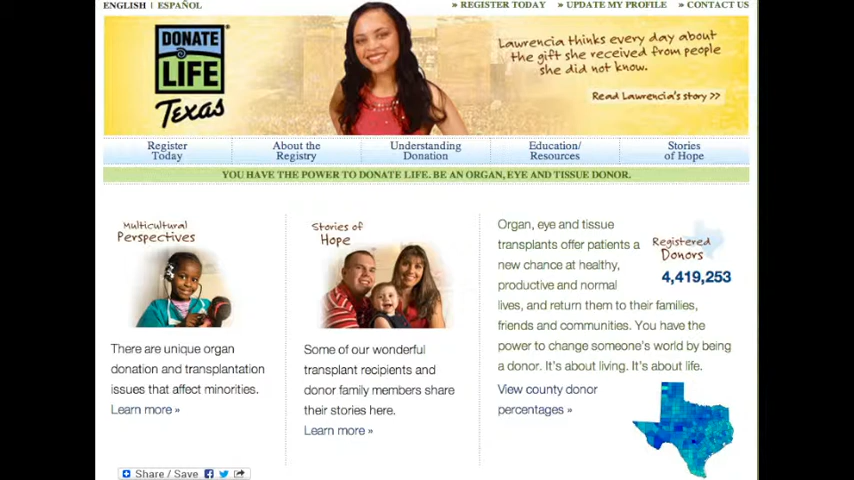 ENGLISH | ESPAÑOL
» REGISTER TODAY » UPDATE MY PROFILE » CONTACT US
DONATE
LIFE
Texas
Lawrencia thinks every day about
the gift she received from people
she did not know.
Read Lawrencia's story >>
Register
Today
About the
Registry
Understanding
Donation
Education/
Resources
Stories
of Hope
YOU HAVE THE POWER TO DONATE LIFE. BE AN ORGAN, EYE AND TISSUE DONOR.
Multicultural
Perspectives
There are unique organ
donation and transplantation
issues that affect minorities.
Learn more »
Stories of
Hope
Some of our wonderful
transplant recipients and
donor family members share
their stories here.
Learn more »
Organ, eye and tissue
transplants offer patients a
new chance at healthy,
productive and normal
lives, and return them to their families,
friends and communities. You have the
power to change someone's world by being
a donor. It's about living. It's about life.
Registered
Donors
4,419,253
View county donor
percentages »
Share / Save